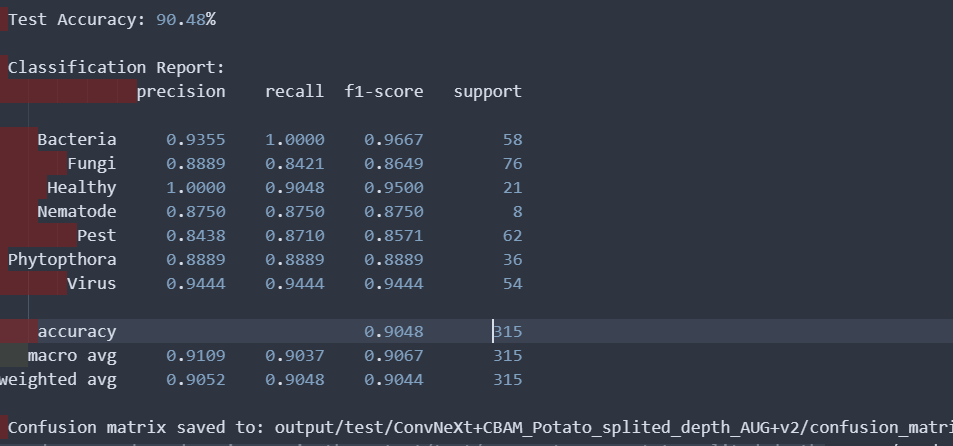 Test Accuracy: 90.48%
Classification Report:
precision recall f1-score support
Bacteria 0.9355 1.0000 0.9667 58
Fungi 0.8889 0.8421 0.8649 76
Healthy 1.0000 0.9048 0.9500 21
Nematode 0.8750 0.8750 0.8750 8
Pest 0.8438 0.8710 0.8571 62
Phytopthora 0.8889 0.8889 0.8889 36
Virus 0.9444 0.9444 0.9444 54
accuracy 0.9048 315
macro avg 0.9109 0.9037 0.9067 315
weighted avg 0.9052 0.9048 0.9044 315
Confusion matrix saved to: output/test/ConvNeXt+CBAM_Potato_splited_depth_AUG+v2/confusion_matri